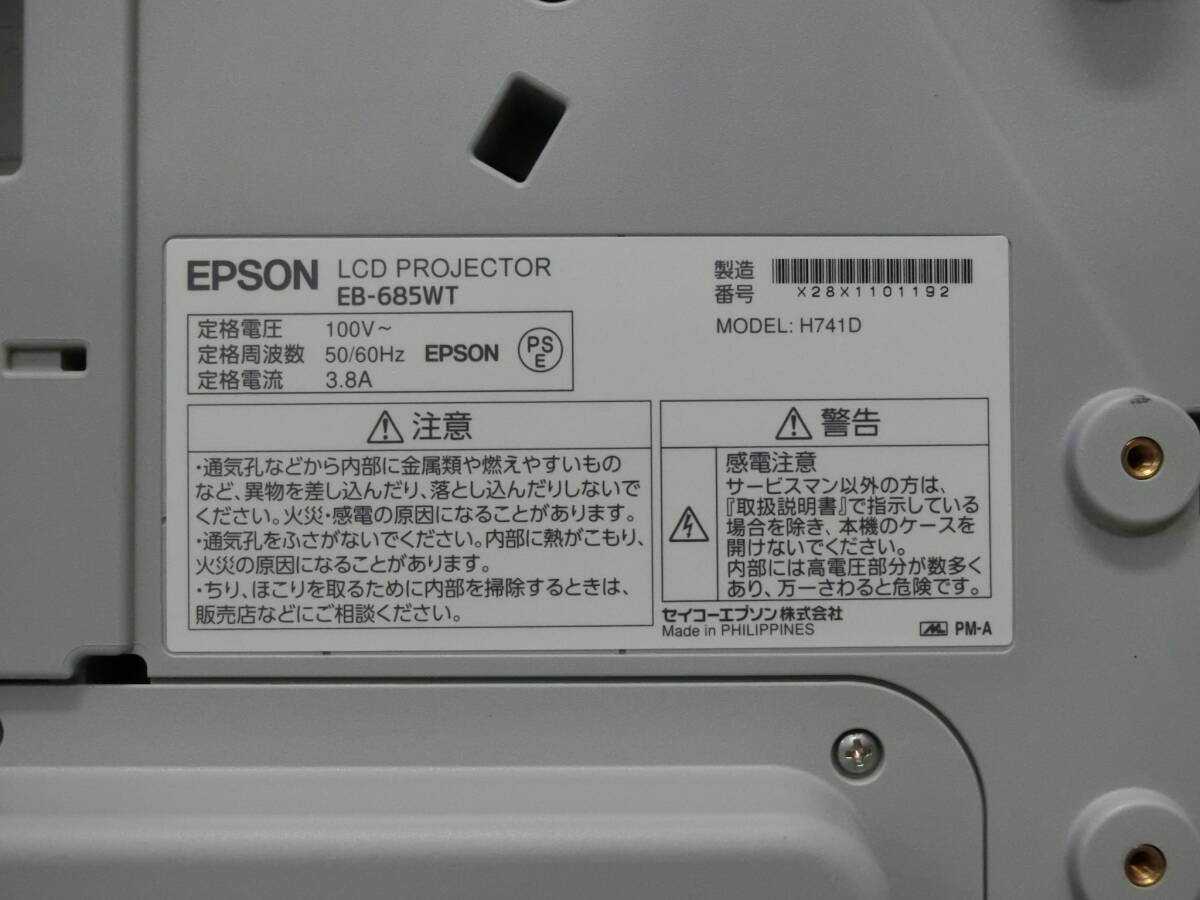 EPSON LCD PROJECTOR
EB-685WT
定格電圧 100V~
定格周波数 50/60Hz EPSON PS E
定格電流 3.8A
製造
番号 X28X1101192
MODEL: H741D
注意
・通気孔などから内部に金属類や燃えやすいもの
など、異物を差し込んだり、落とし込んだりしないで
ください。火災・感電の原因になることがあります。
・通気孔をふさがないでください。内部に熱がこもり、
火災の原因になることがあります。
・ちり、ほこりを取るために内部を掃除するときは、
販売店などにご相談ください。
警告
感電注意
サービスマン以外の方は、
『取扱説明書』で指示している
場合を除き、本機のケースを
開けないでください。
内部には高電圧部分が数多く
あり、万一さわると危険です。
セイコーエプソン株式会社
Made in PHILIPPINES
PM-A